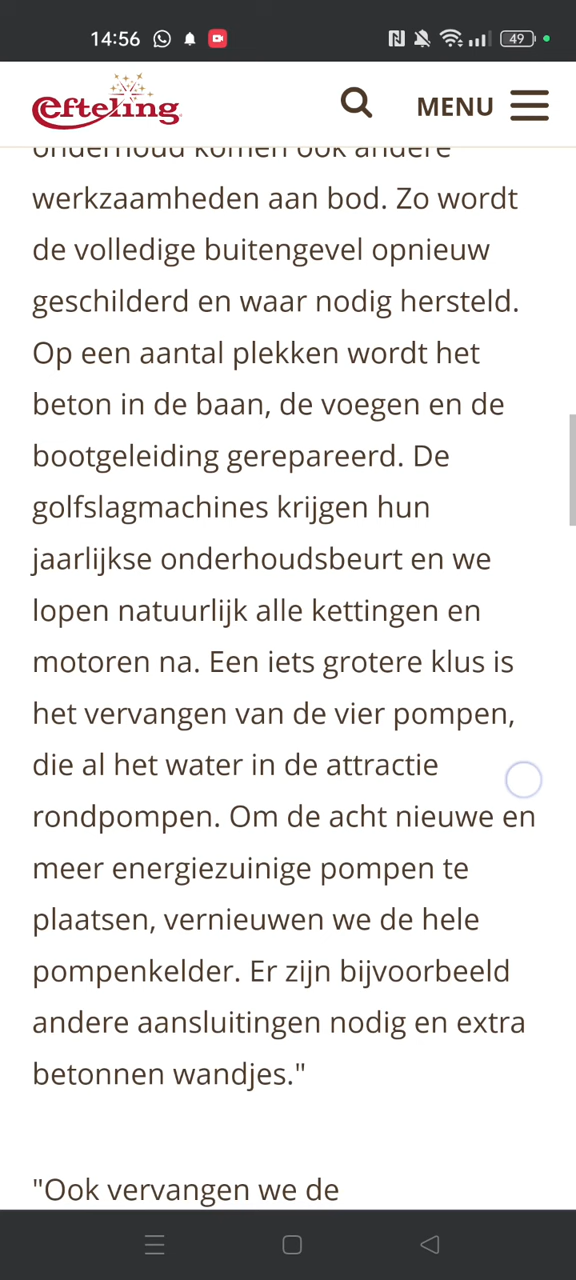 14:56
49
efteling
MENU
onderhoud komen ook andere
werkzaamheden aan bod. Zo wordt
de volledige buitengevel opnieuw
geschilderd en waar nodig hersteld.
Op een aantal plekken wordt het
beton in de baan, de voegen en de
bootgeleiding gerepareerd. De
golfslagmachines krijgen hun
jaarlijkse onderhoudsbeurt en we
lopen natuurlijk alle kettingen en
motoren na. Een iets grotere klus is
het vervangen van de vier pompen,
die al het water in de attractie
rondpompen. Om de acht nieuwe en
meer energiezuinige pompen te
plaatsen, vernieuwen we de hele
pompenkelder. Er zijn bijvoorbeeld
andere aansluitingen nodig en extra
betonnen wandjes."
"Ook vervangen we de